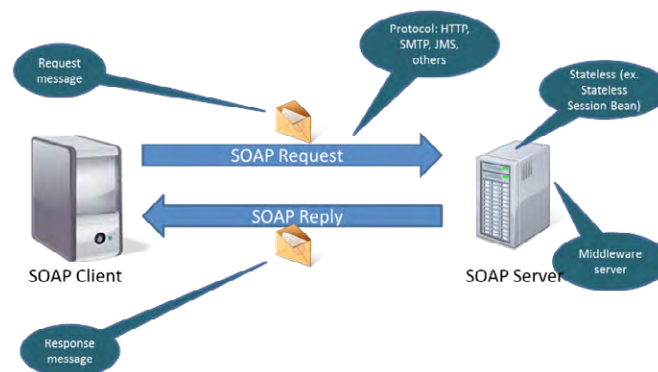 Protocol: HTTP,
SMTP, JMS,
others
Request
message
Stateless (ex.
Stateless
Session Bean)
SOAP Request
SOAP Reply
SOAP Client
SOAP Server
Middleware
server
Response
message